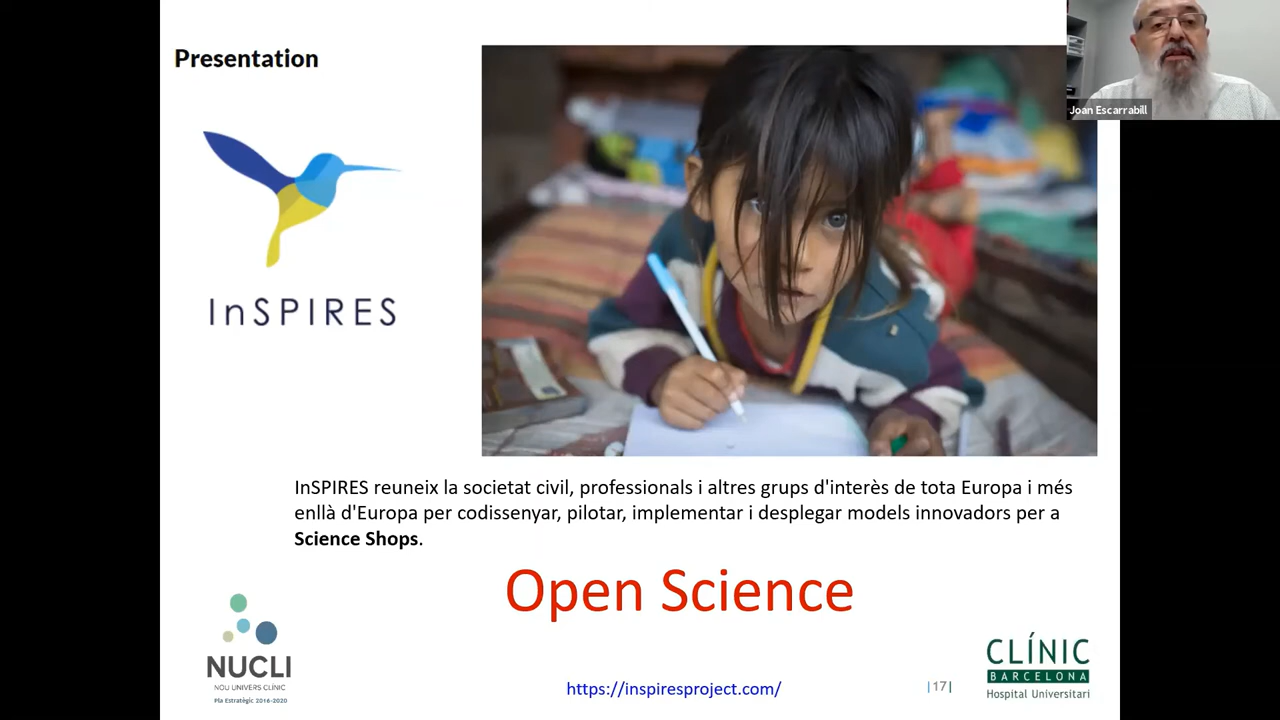 Presentation
Joan Escarrabill
InSPIRES
InSPIRES reuneix la societat civil, professionals i altres grups d'interès de tota Europa i més
enllà d'Europa per codissenyar, pilotar, implementar i desplegar models innovadors per a
Science Shops.
Open Science
NUCLI
NOU UNIVERS CLÍNIC
Pla Estratègic 2016-2020
https://inspiresproject.com/
|17|
CLÍNIC
BARCELONA
Hospital Universitari